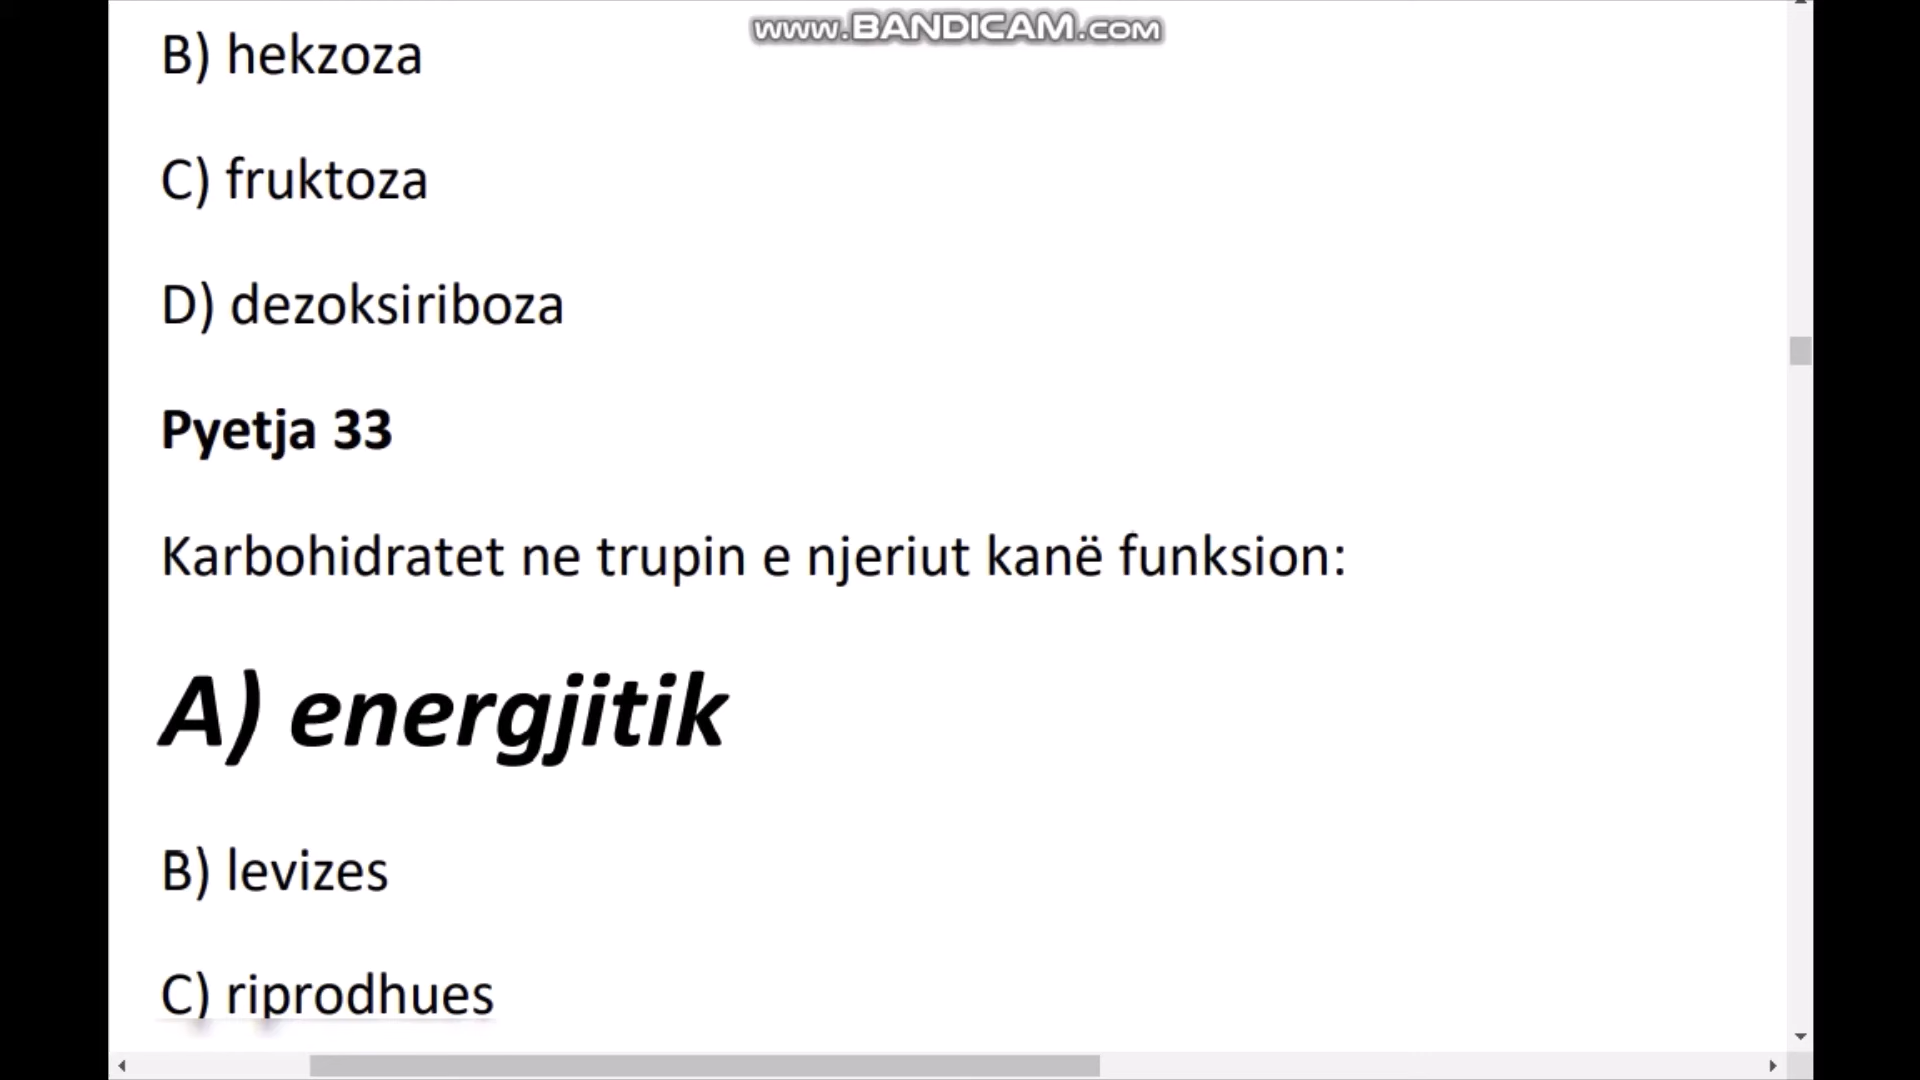 www.BANDICAM.com
B) hekzoza
C) fruktoza
D) dezoksiriboza
Pyetja 33
Karbohidratet ne trupin e njeriut kanë funksion:
A) energjitik
B) levizes
C) riprodhues